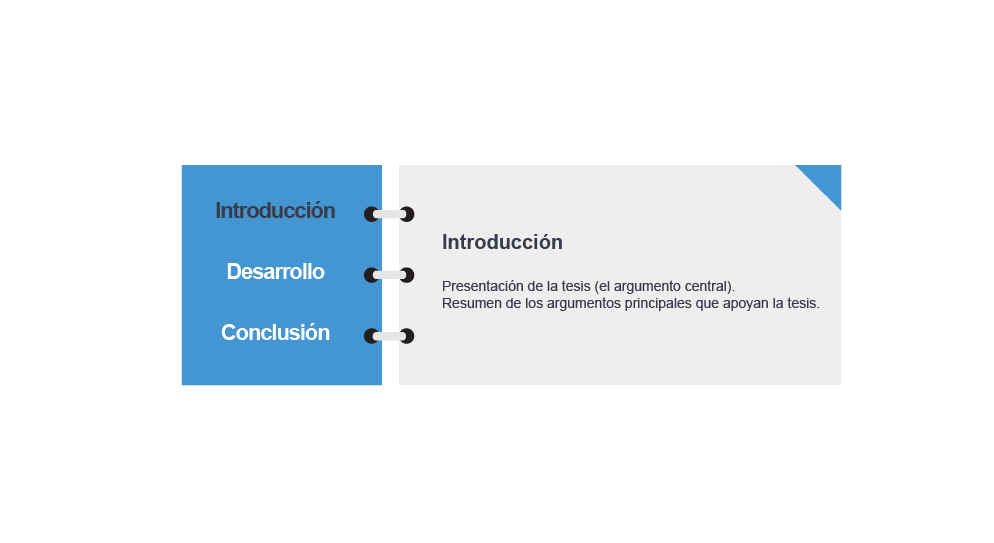 Introducción
Desarrollo
Conclusión
Introducción
Presentación de la tesis (el argumento central).
Resumen de los argumentos principales que apoyan la tesis.